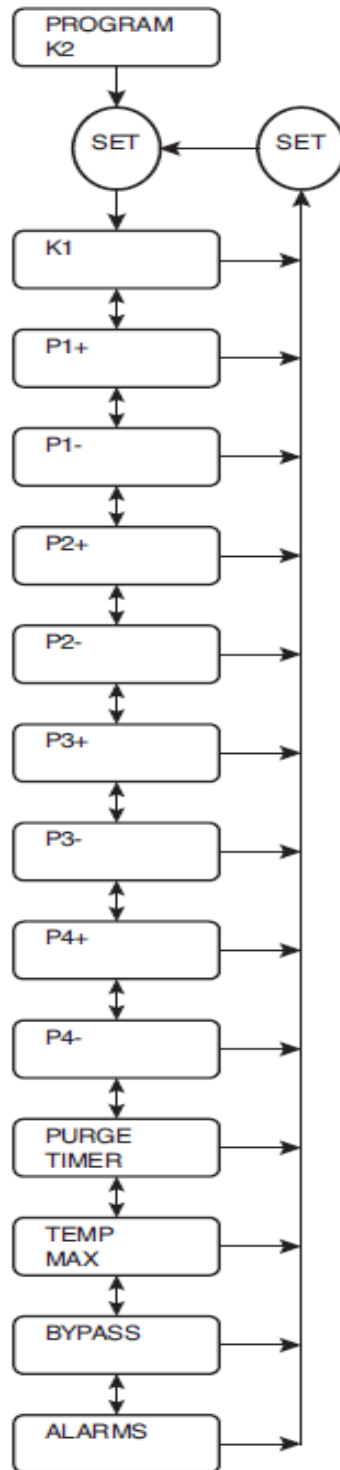 PROGRAM
K2
SET
SET
K1
P1+
P1-
P2+
P2-
P3+
P3-
P4+
P4-
PURGE
TIMER
TEMP
MAX
BYPASS
ALARMS